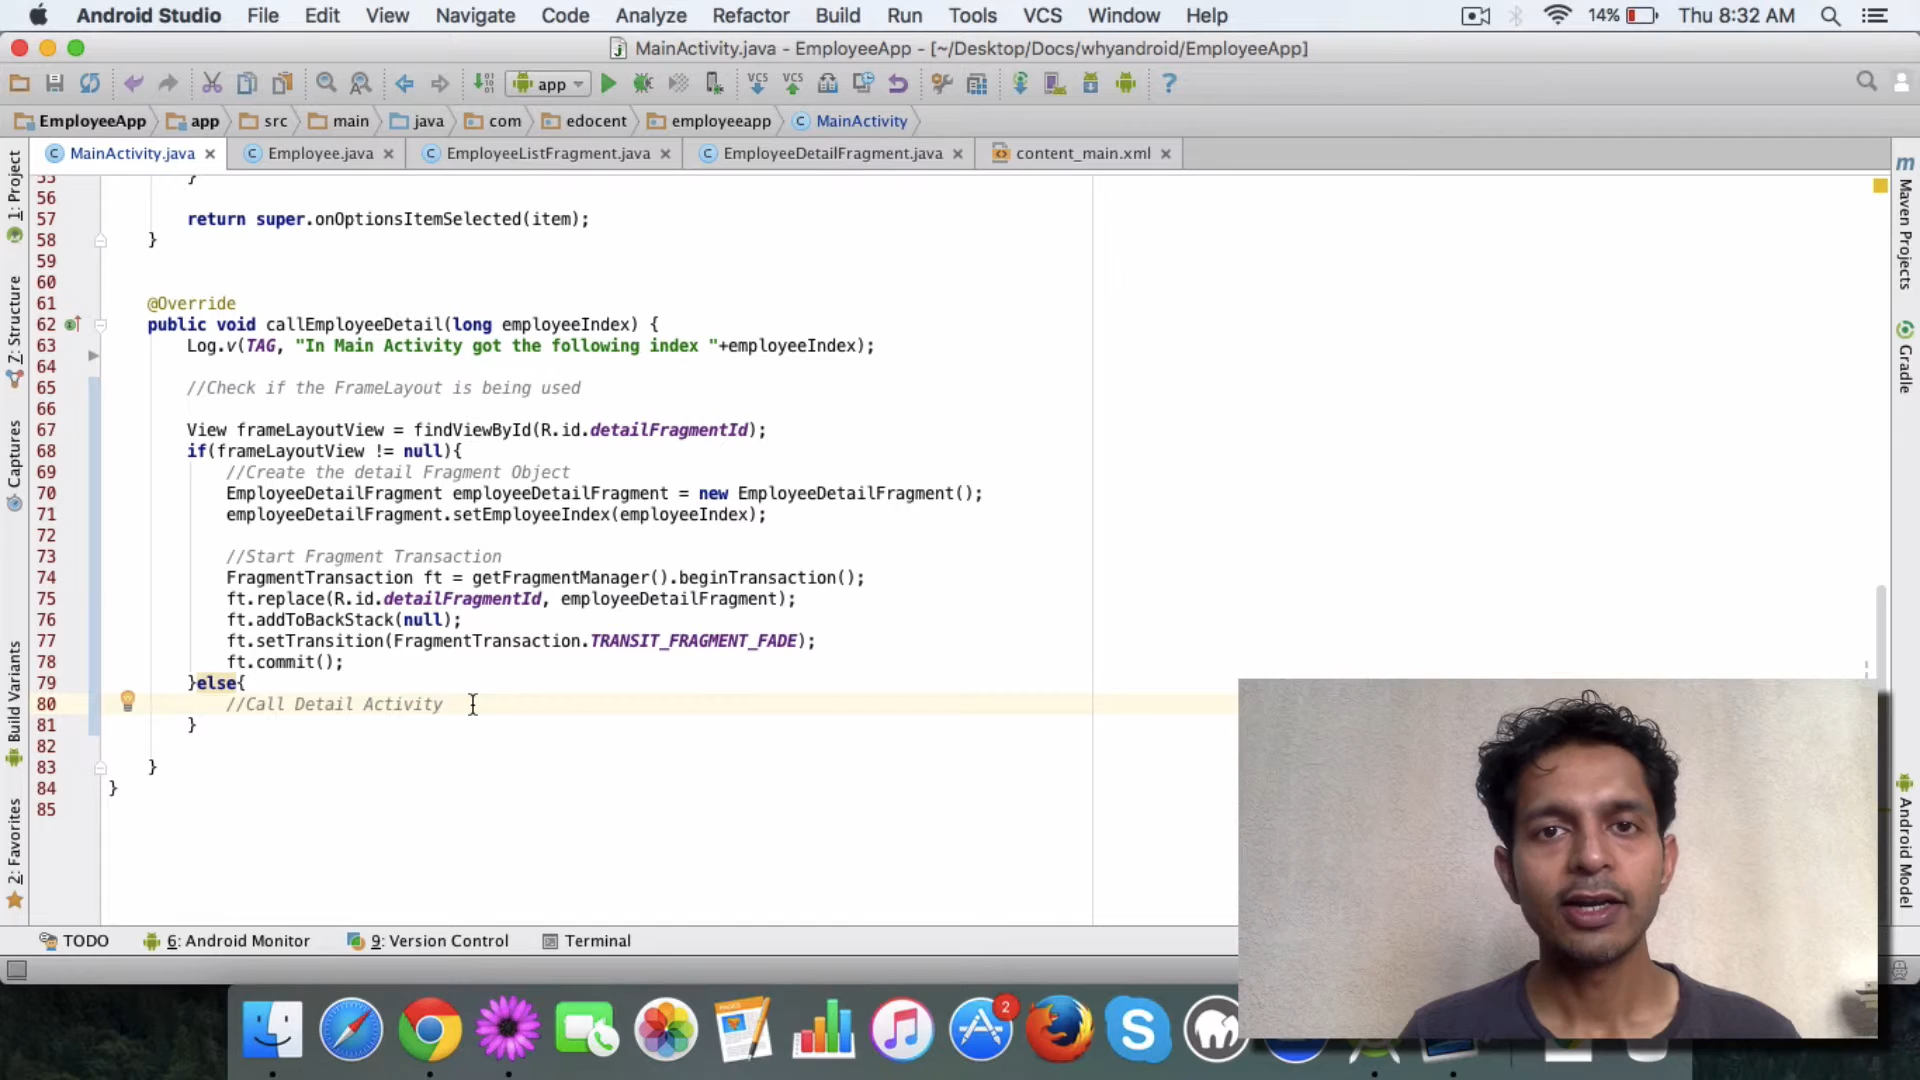 Android Studio File Edit View Navigate Code Analyze Refactor Build Run Tools VCS Window Help 14% Thu 8:32 AM
MainActivity.java - EmployeeApp - [~/Desktop/Docs/whyandroid/EmployeeApp]
app VCS VCS ?
EmployeeApp app src main java com edocent employeeapp MainActivity
MainActivity.java Employee.java EmployeeListFragment.java EmployeeDetailFragment.java content_main.xml
1: Project
7: Structure
Captures
Build Variants
2: Favorites
55 }
56
57 return super.onOptionsItemSelected(item);
58 }
59
60
61 @Override
62 public void callEmployeeDetail(long employeeIndex) {
63 Log.v(TAG, "In Main Activity got the following index "+employeeIndex);
64
65 //Check if the FrameLayout is being used
66
67 View frameLayoutView = findViewById(R.id.detailFragmentId);
68 if(frameLayoutView != null){
69 //Create the detail Fragment Object
70 EmployeeDetailFragment employeeDetailFragment = new EmployeeDetailFragment();
71 employeeDetailFragment.setEmployeeIndex(employeeIndex);
72
73 //Start Fragment Transaction
74 FragmentTransaction ft = getFragmentManager().beginTransaction();
75 ft.replace(R.id.detailFragmentId, employeeDetailFragment);
76 ft.addToBackStack(null);
77 ft.setTransition(FragmentTransaction.TRANSIT_FRAGMENT_FADE);
78 ft.commit();
79 }else{
80 //Call Detail Activity
81 }
82
83 }
84 }
85
m Maven Projects
Gradle
Android Model
TODO 6: Android Monitor 9: Version Control Terminal
PAGES
2
S